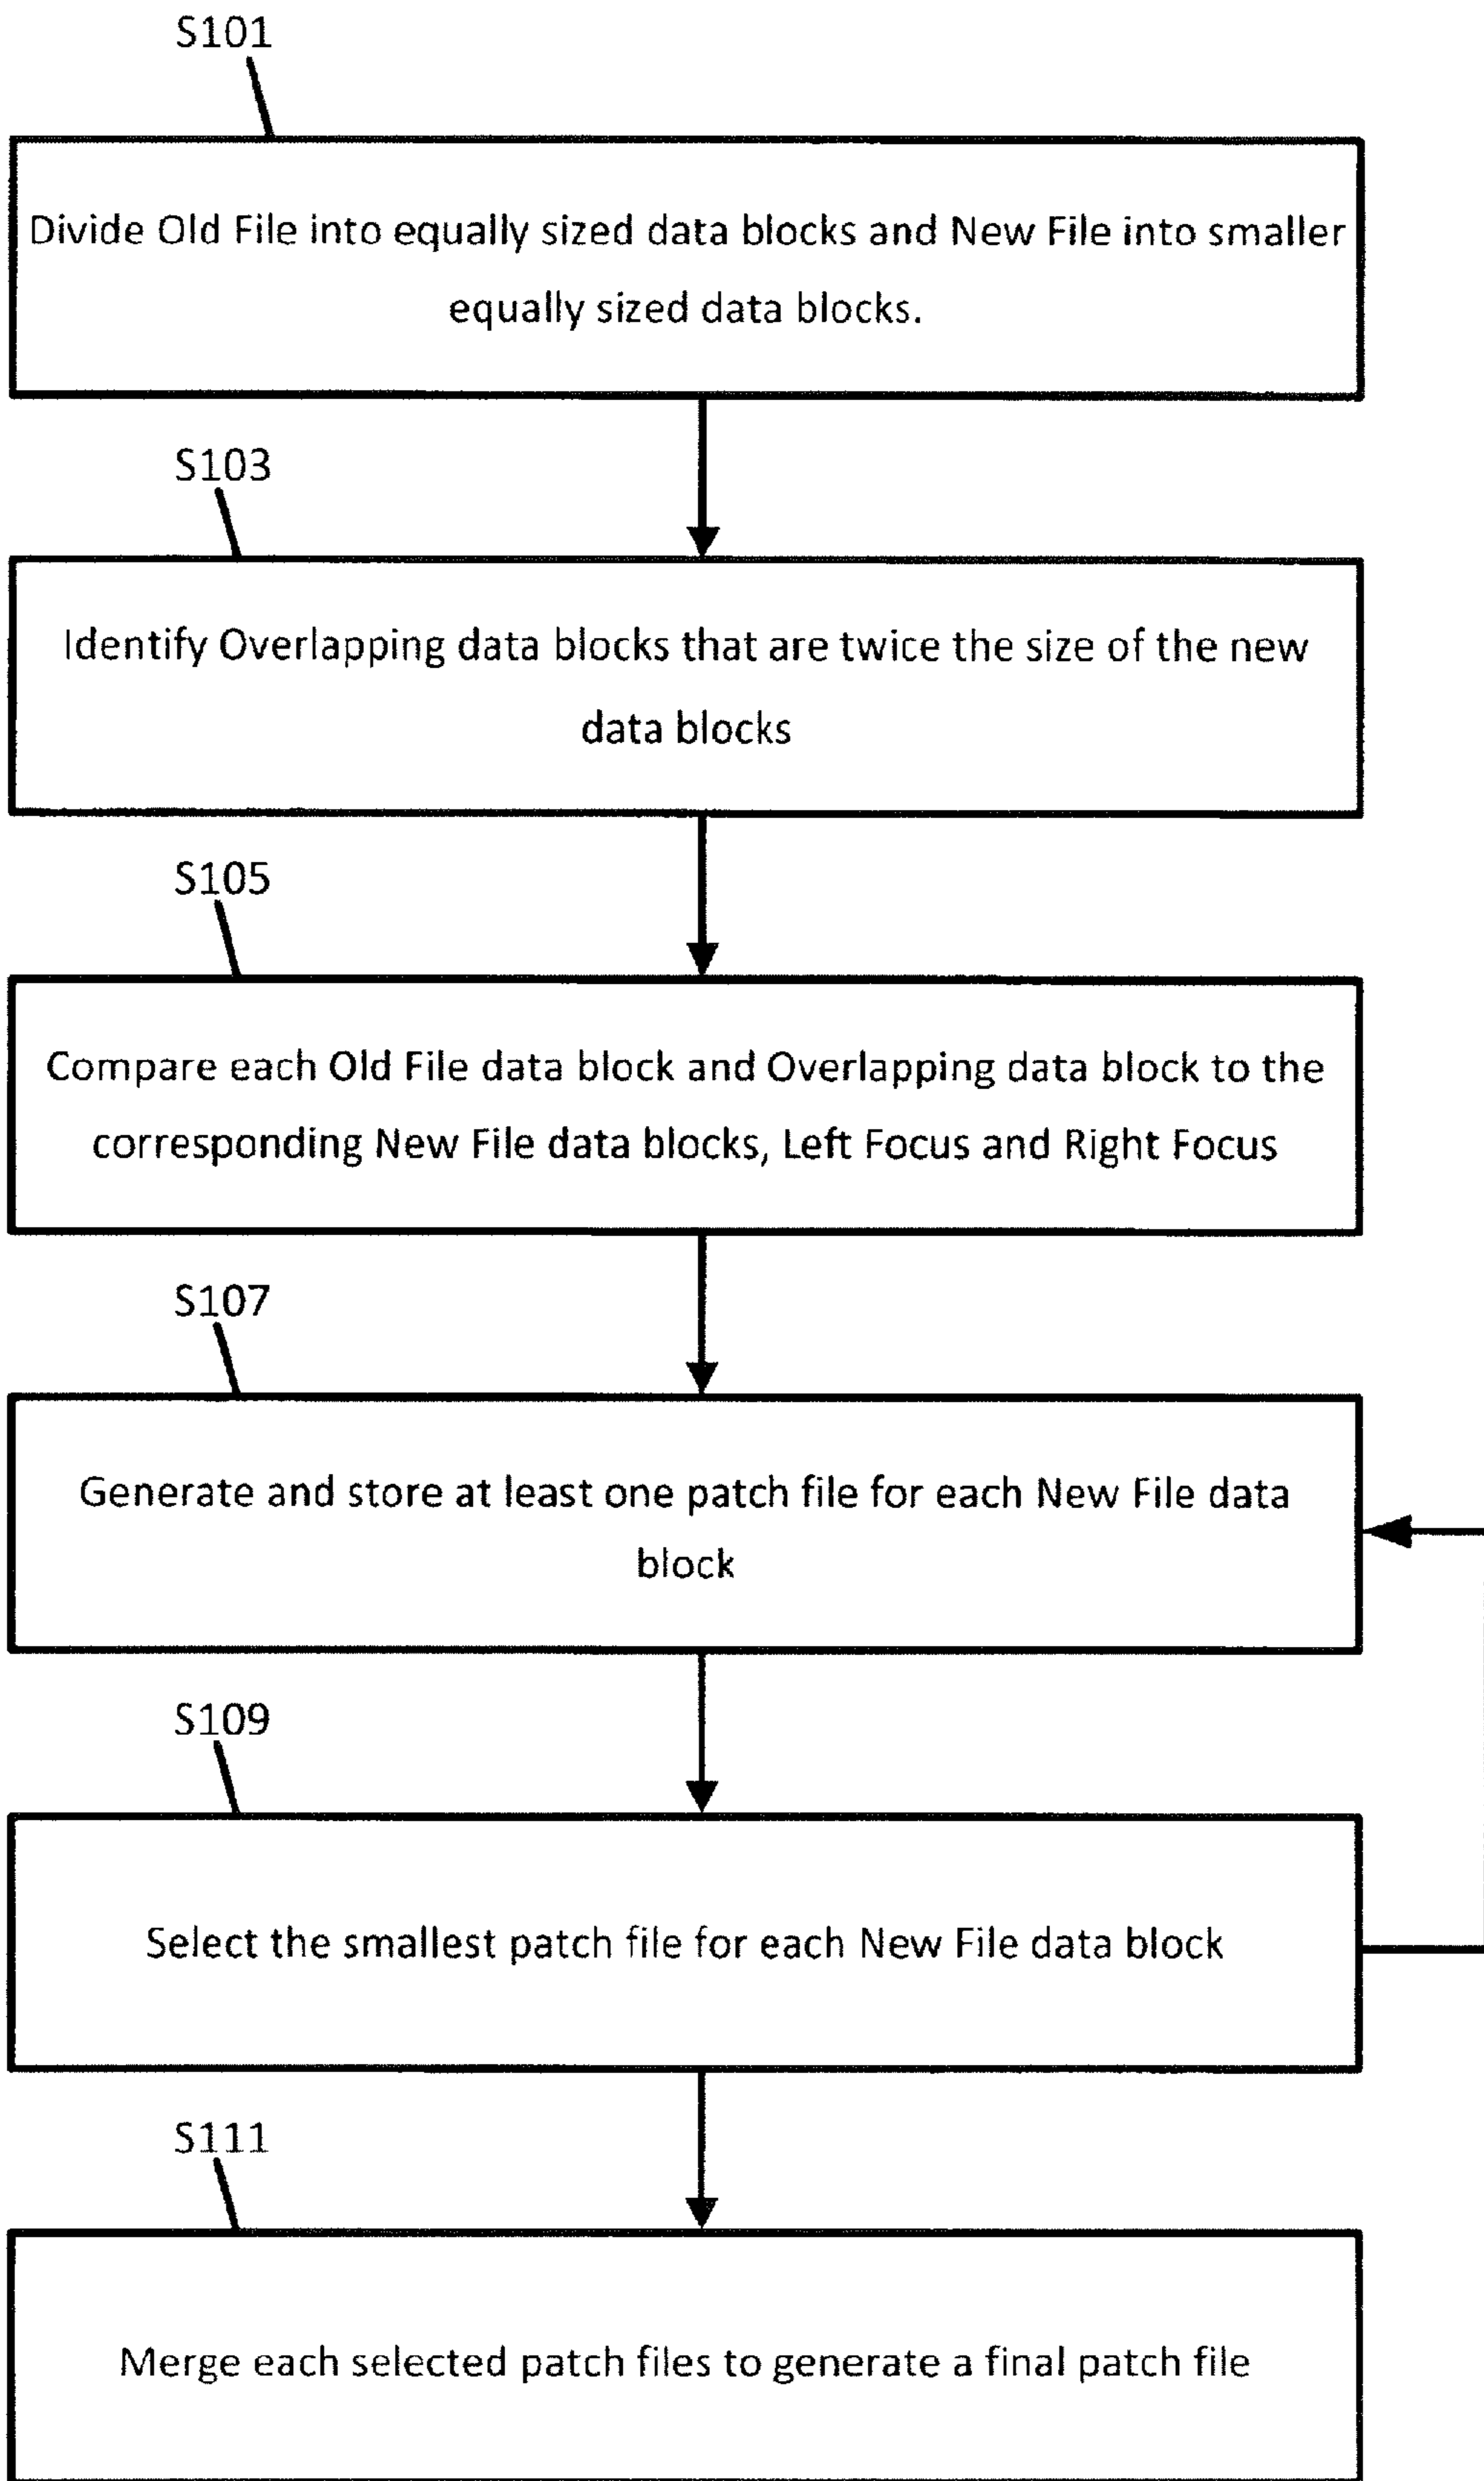 S101
Divide Old File into equally sized data blocks and New File into smaller
equally sized data blocks.
S103
Identify Overlapping data blocks that are twice the size of the new
data blocks
S105
Compare each Old File data block and Overlapping data block to the
corresponding New File data blocks, Left Focus and Right Focus
S107
Generate and store at least one patch file for each New File data
block
S109
Select the smallest patch file for each New File data block
S111
Merge each selected patch files to generate a final patch file